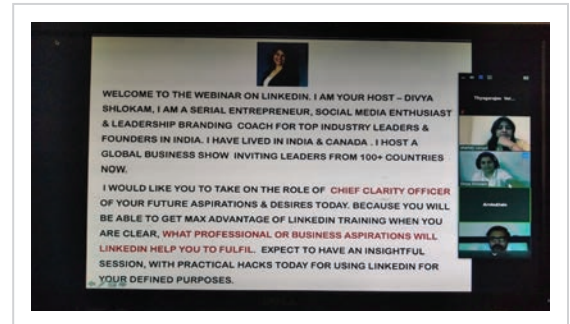 WELCOME TO THE WEBINAR ON LINKEDIN. I AM YOUR HOST – DIVYA
SHLOKAM, I AM A SERIAL ENTREPRENEUR, SOCIAL MEDIA ENTHUSIAST
& LEADERSHIP BRANDING COACH FOR TOP INDUSTRY LEADERS &
FOUNDERS IN INDIA. I HAVE LIVED IN INDIA & CANADA . I HOST A
GLOBAL BUSINESS SHOW INVITING LEADERS FROM 100+ COUNTRIES
NOW.
I WOULD LIKE YOU TO TAKE ON THE ROLE OF CHIEF CLARITY OFFICER
OF YOUR FUTURE ASPIRATIONS & DESIRES TODAY. BECAUSE YOU WILL
BE ABLE TO GET MAX ADVANTAGE OF LINKEDIN TRAINING WHEN YOU
ARE CLEAR, WHAT PROFESSIONAL OR BUSINESS ASPIRATIONS WILL
LINKEDIN HELP YOU TO FULFIL. EXPECT TO HAVE AN INSIGHTFUL
SESSION, WITH PRACTICAL HACKS TODAY FOR USING LINKEDIN FOR
YOUR DEFINED PURPOSES.